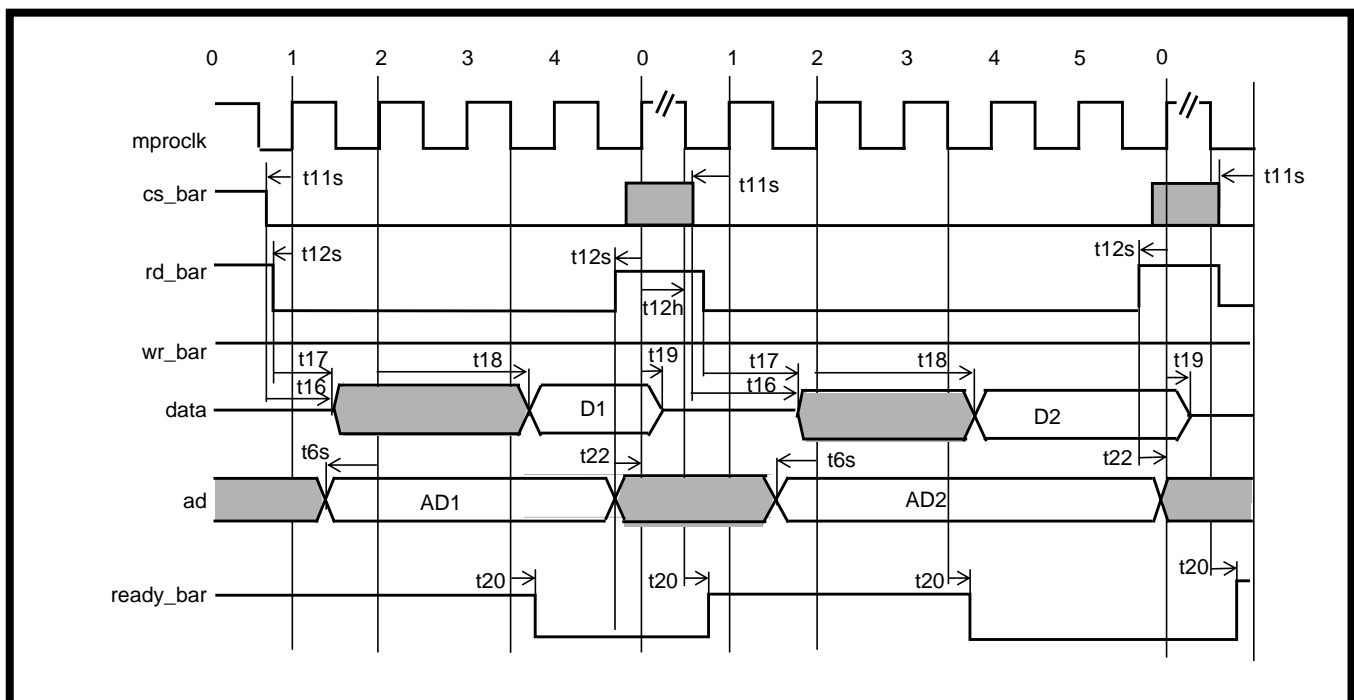 0 1 2 3 4 0 1 2 3 4 5 0
mproclk
t11s t11s t11s
cs_bar
t12s t12s t12s
rd_bar
t12h
wr_bar
t17 t18 t19 t17 t18 t19
t16 t16
data D1 D2
t6s t22 t6s t22
ad AD1 AD2
t20 t20 t20 t20
ready_bar